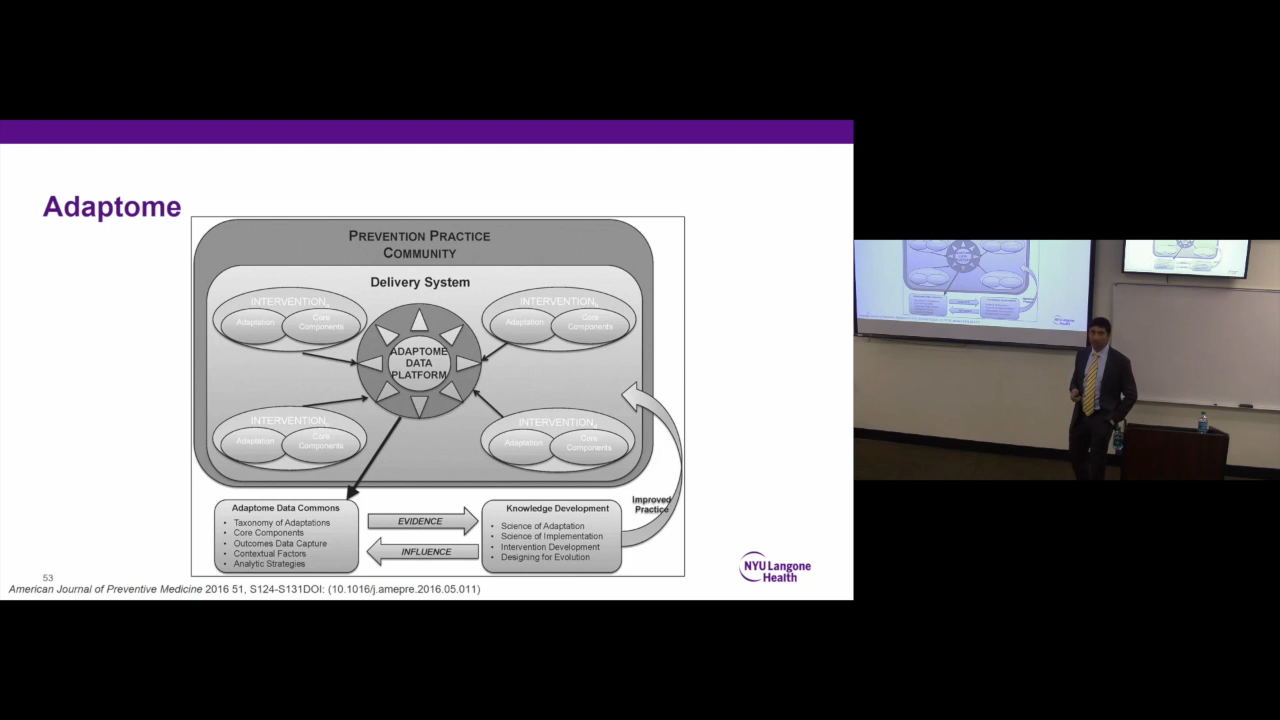 Adaptome
PREVENTION PRACTICE
COMMUNITY
Delivery System
INTERVENTION
Adaptation
Core
Components
INTERVENTION
Adaptation
Core
Components
ADAPTOME
DATA
PLATFORM
INTERVENTION
Adaptation
Core
Components
INTERVENTION
Adaptation
Core
Components
Improved
Practice
Adaptome Data Commons
• Taxonomy of Adaptations
• Core Components
• Outcomes Data Capture
• Contextual Factors
• Analytic Strategies
EVIDENCE
INFLUENCE
Knowledge Development
• Science of Adaptation
• Science of Implementation
• Intervention Development
• Designing for Evolution
NYU Langone
Health
53
American Journal of Preventive Medicine 2016 51, S124-S131DOI: (10.1016/j.amepre.2016.05.011)